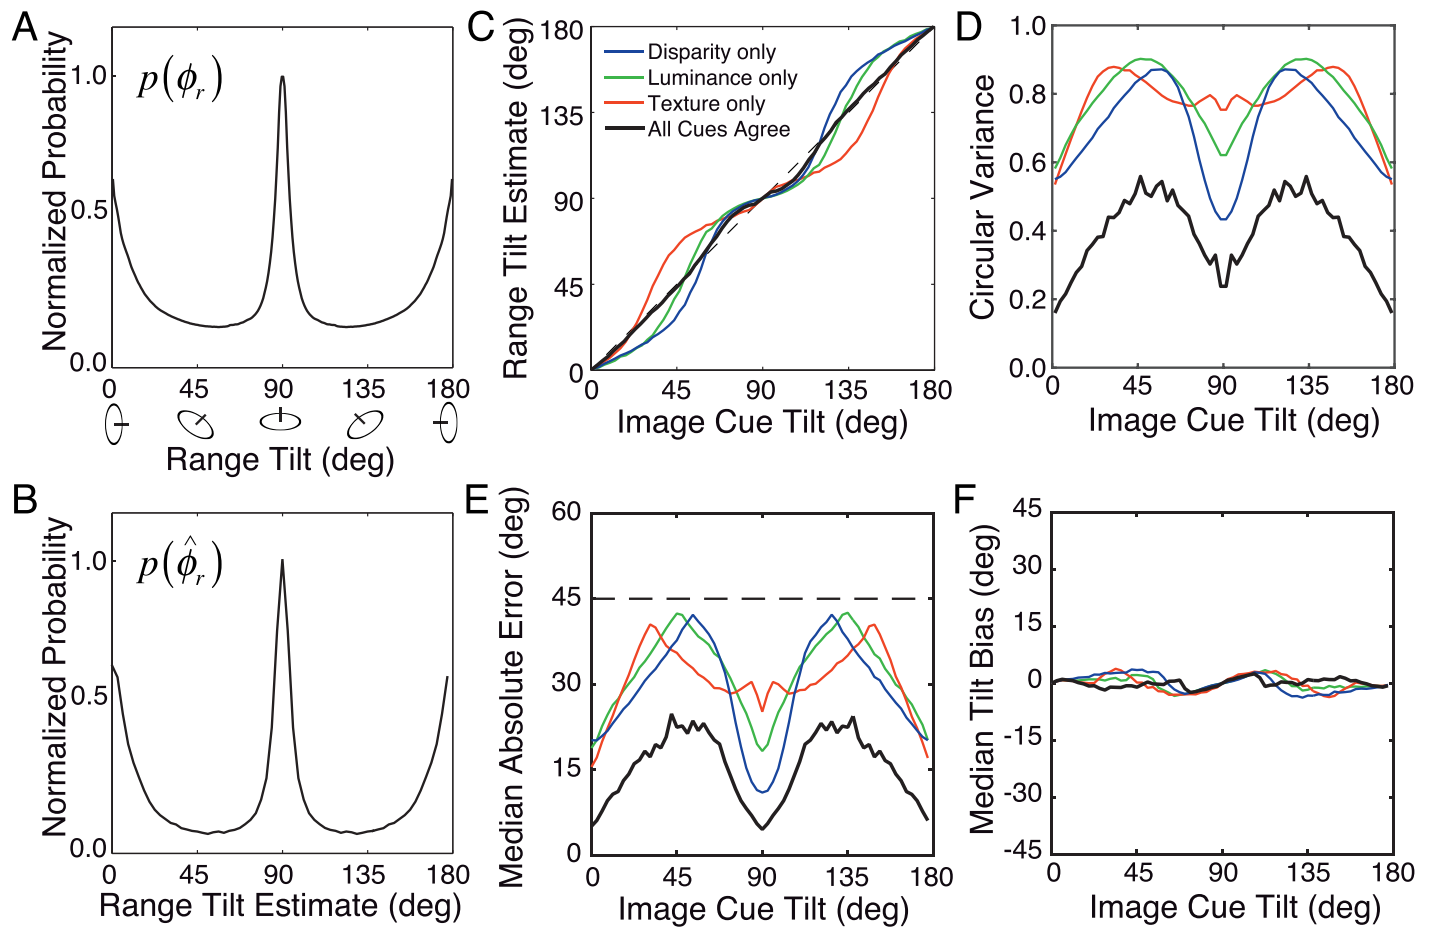 A
Normalized Probability
1.0
0.5
0.0
p(ϕr)
0 45 90 135 180
Range Tilt (deg)
B
Normalized Probability
1.0
0.5
0.0
p(ϕ̂r)
0 45 90 135 180
Range Tilt Estimate (deg)
C
Range Tilt Estimate (deg)
180
135
90
45
0
Disparity only
Luminance only
Texture only
All Cues Agree
0 45 90 135 180
Image Cue Tilt (deg)
D
Circular Variance
1.0
0.8
0.6
0.4
0.2
0.0
0 45 90 135 180
Image Cue Tilt (deg)
E
Median Absolute Error (deg)
60
45
30
15
0
0 45 90 135 180
Image Cue Tilt (deg)
F
Median Tilt Bias (deg)
45
30
15
0
-15
-30
-45
0 45 90 135 180
Image Cue Tilt (deg)